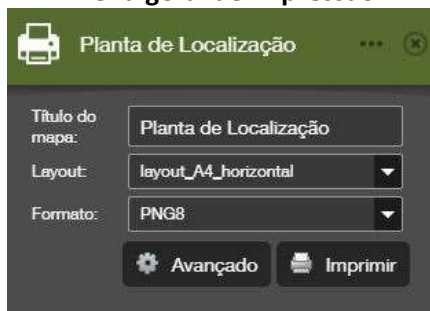 Planta de Localização
Título do
mapa:
Planta de Localização
Layout:
layout_A4_horizontal
Formato:
PNG8
Avançado
Imprimir